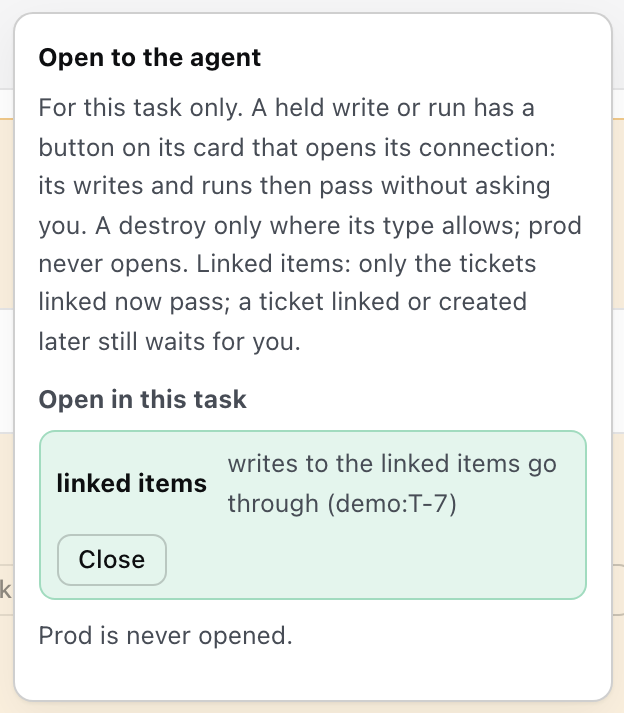 Open to the agent
For this task only. A held write or run has a
button on its card that opens its connection:
its writes and runs then pass without asking
you. A destroy only where its type allows; prod
never opens. Linked items: only the tickets
linked now pass; a ticket linked or created
later still waits for you.
Open in this task
linked items
writes to the linked items go
through (demo:T-7)
Close
k
Prod is never opened.